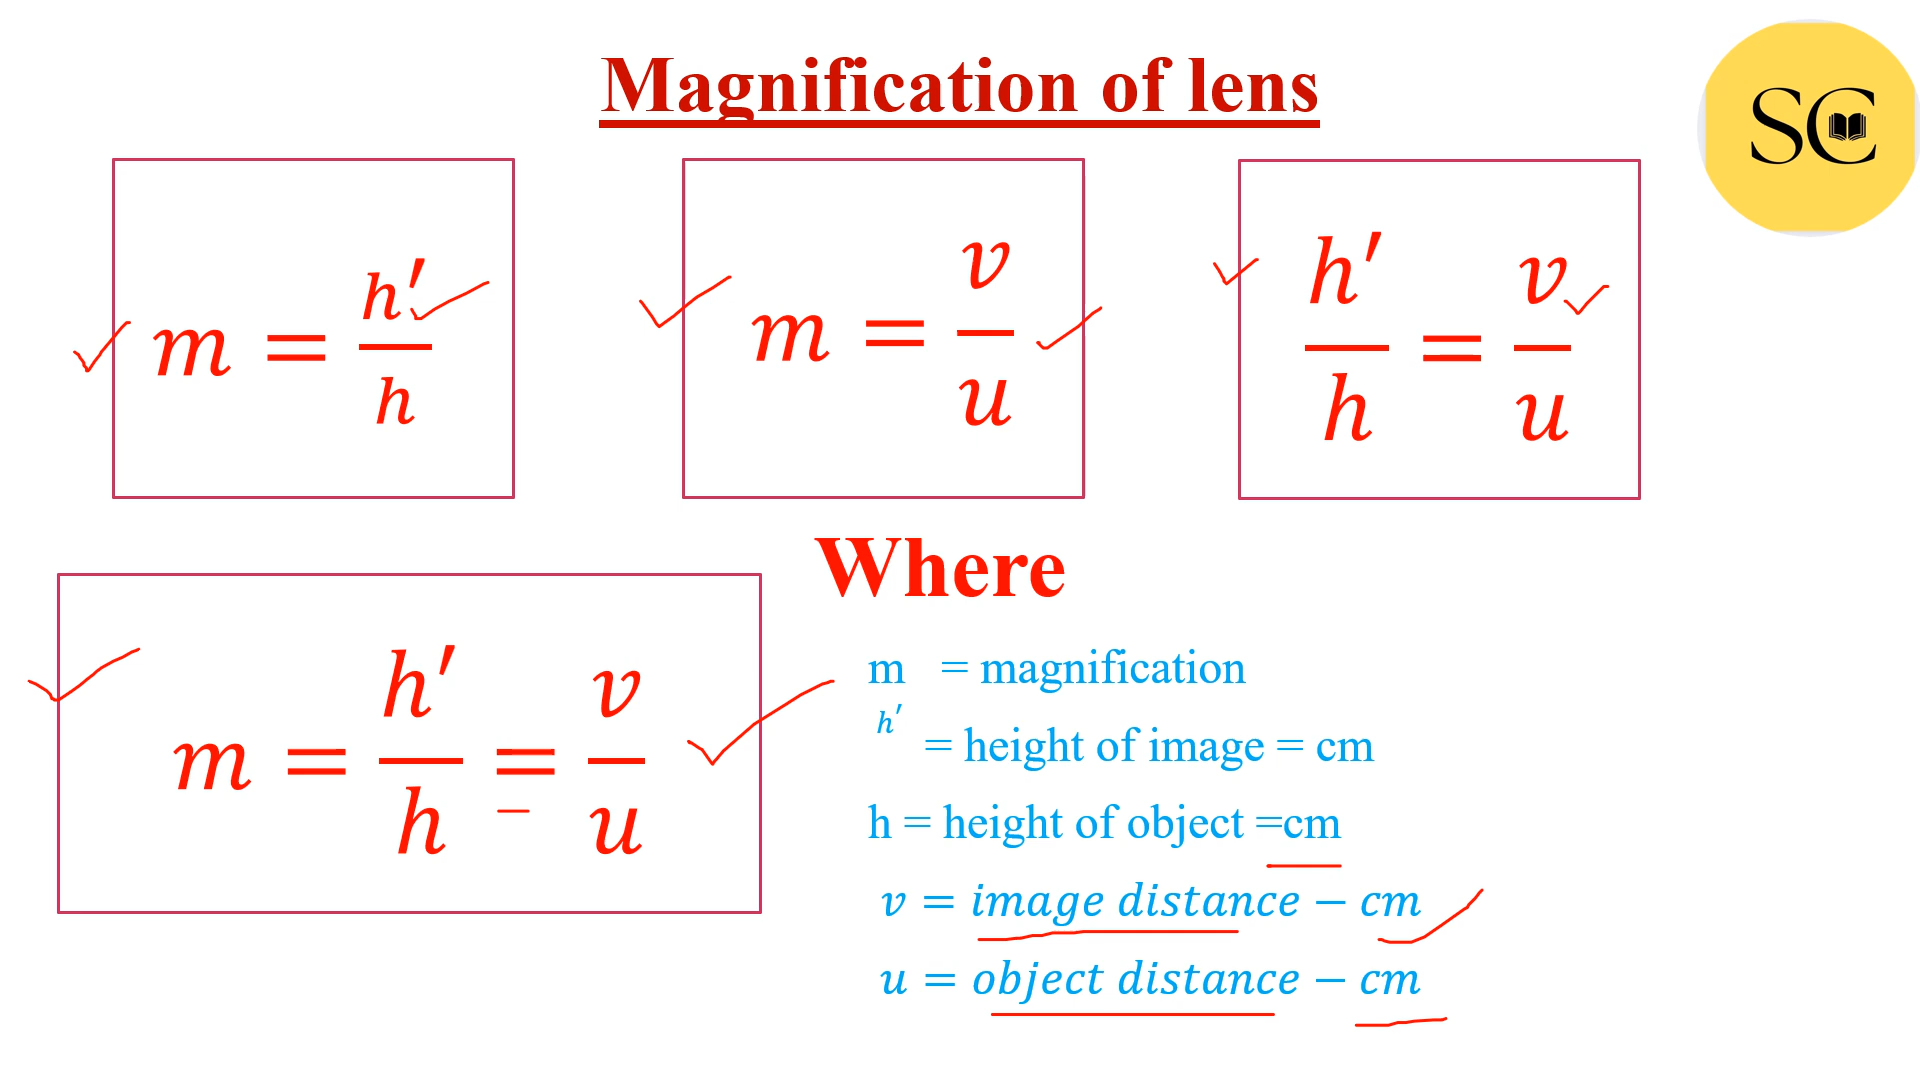 Magnification of lens
SC
m = h′/h
m = v/u
h′/h = v/u
Where
m = h′/h = v/u
m = magnification
h′ = height of image = cm
h = height of object =cm
v = image distance − cm
u = object distance − cm